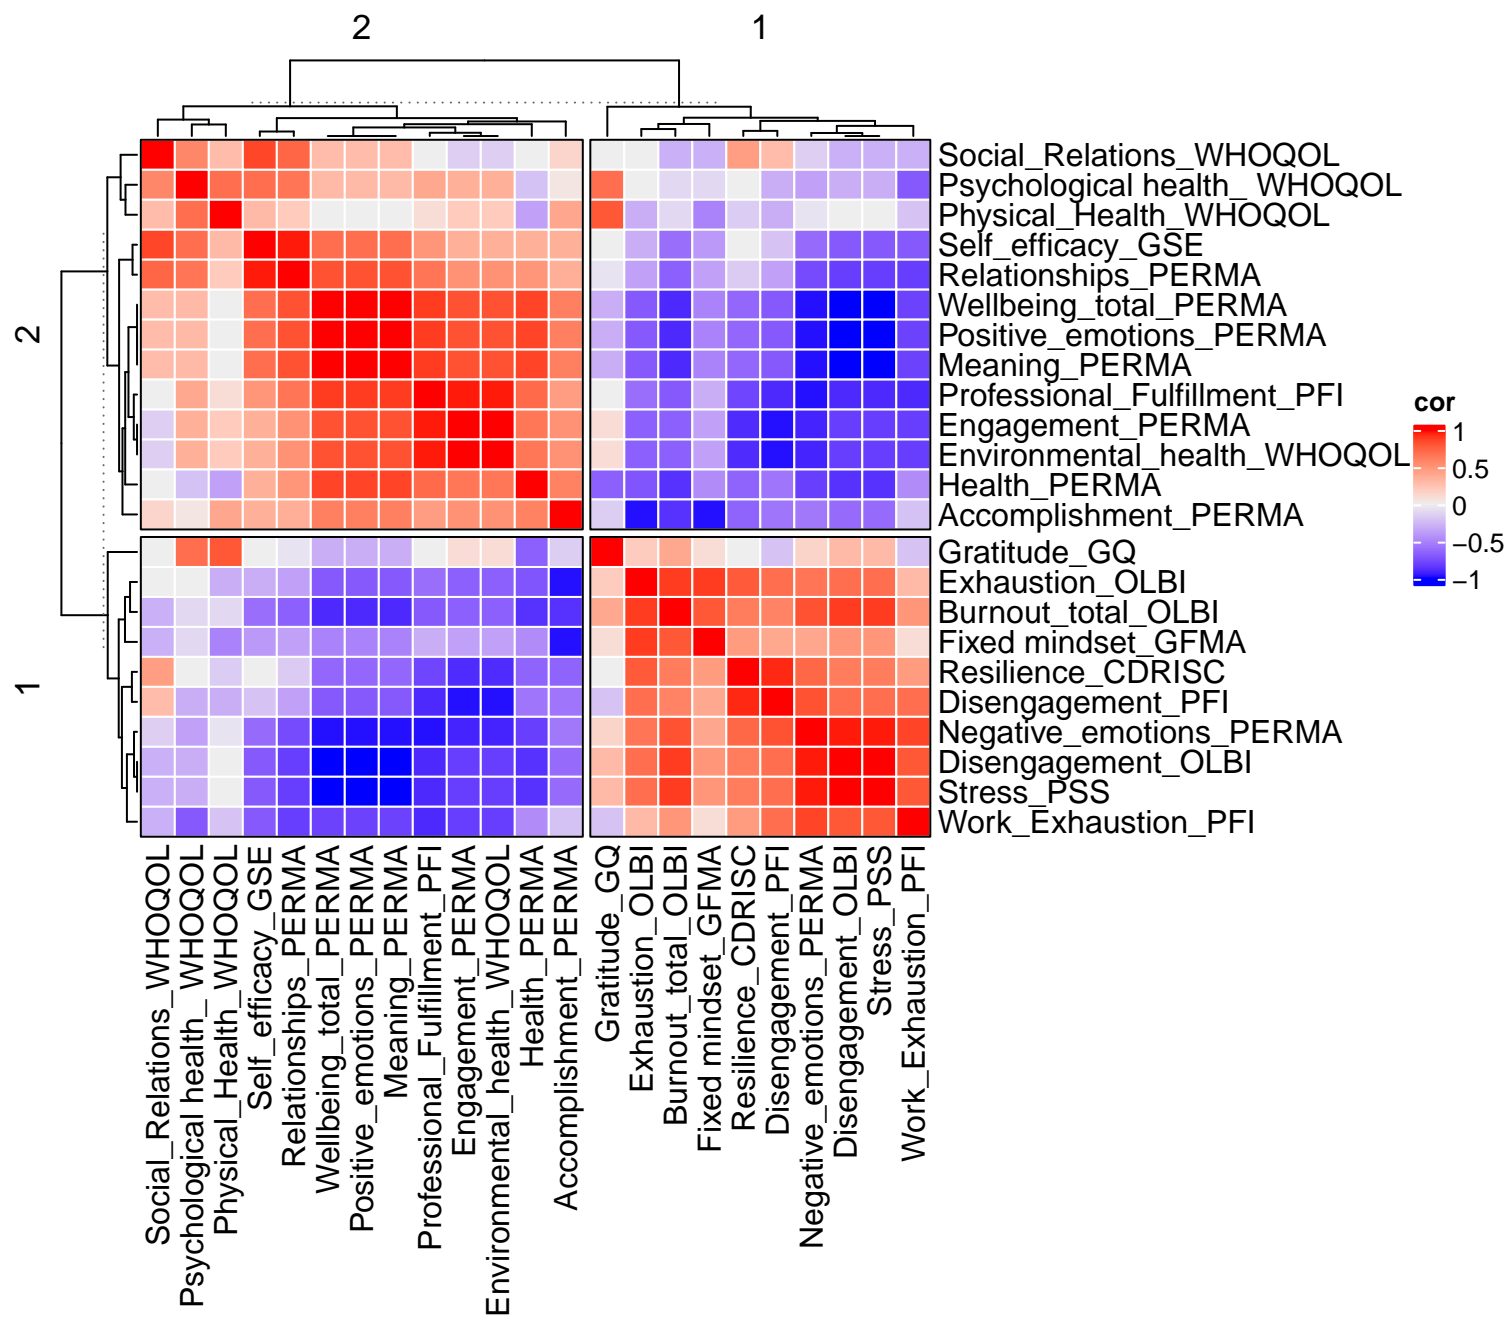 2 1
Social_Relations_WHOQOL
Psychological health_ WHOQOL
Physical_Health_WHOQOL
Self_efficacy_GSE
Relationships_PERMA
Wellbeing_total_PERMA
Positive_emotions_PERMA
Meaning_PERMA
Professional_Fulfillment_PFI
Engagement_PERMA
Environmental_health_WHOQOL
Health_PERMA
Accomplishment_PERMA
2
Gratitude_GQ
Exhaustion_OLBI
Burnout_total_OLBI
Fixed mindset_GFMA
Resilience_CDRISC
Disengagement_PFI
Negative_emotions_PERMA
Disengagement_OLBI
Stress_PSS
Work_Exhaustion_PFI
1
cor
1
0.5
0
−0.5
−1
Social_Relations_WHOQOL
Psychological health_ WHOQOL
Physical_Health_WHOQOL
Self_efficacy_GSE
Relationships_PERMA
Wellbeing_total_PERMA
Positive_emotions_PERMA
Meaning_PERMA
Professional_Fulfillment_PFI
Engagement_PERMA
Environmental_health_WHOQOL
Health_PERMA
Accomplishment_PERMA
Gratitude_GQ
Exhaustion_OLBI
Burnout_total_OLBI
Fixed mindset_GFMA
Resilience_CDRISC
Disengagement_PFI
Negative_emotions_PERMA
Disengagement_OLBI
Stress_PSS
Work_Exhaustion_PFI